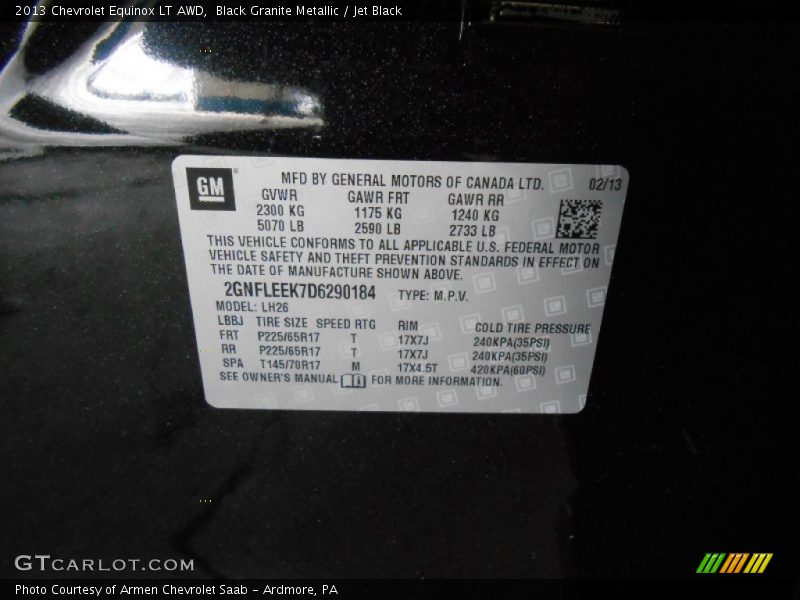 2013 Chevrolet Equinox LT AWD, Black Granite Metallic / Jet Black
GM
MFD BY GENERAL MOTORS OF CANADA LTD. 02/13
GVWR GAWR FRT GAWR RR
2300 KG 1175 KG 1240 KG
5070 LB 2590 LB 2733 LB
THIS VEHICLE CONFORMS TO ALL APPLICABLE U.S. FEDERAL MOTOR
VEHICLE SAFETY AND THEFT PREVENTION STANDARDS IN EFFECT ON
THE DATE OF MANUFACTURE SHOWN ABOVE.
2GNFLEEK7D6290184 TYPE: M.P.V.
MODEL: LH26
LBBJ TIRE SIZE SPEED RTG RIM COLD TIRE PRESSURE
FRT P225/65R17 T 17X7J 240KPA(35PSI)
RR P225/65R17 T 17X7J 240KPA(35PSI)
SPA T145/70R17 M 17X4.5T 420KPA(60PSI)
SEE OWNER'S MANUAL FOR MORE INFORMATION.
GTCARLOT.COM
Photo Courtesy of Armen Chevrolet Saab - Ardmore, PA